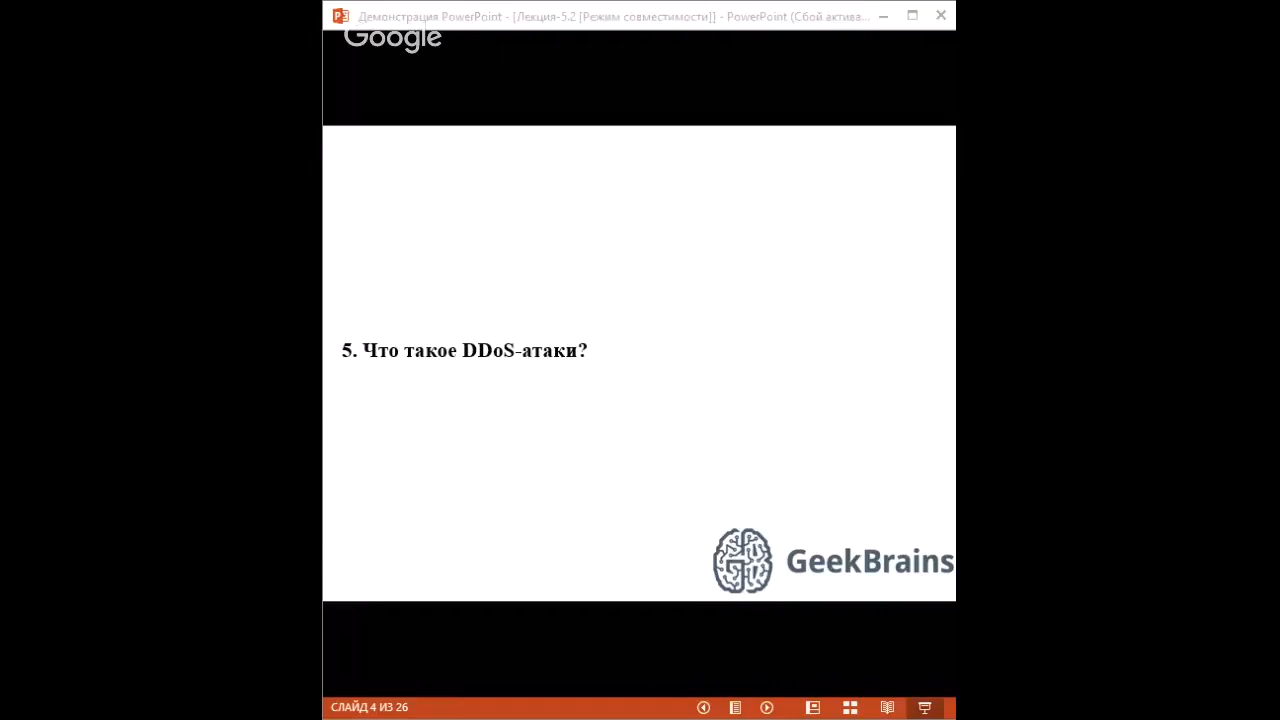 Демонстрация PowerPoint - [Лекция-5.2 [Режим совместимости]] - PowerPoint (Сбой актива...
Google
5. Что такое DDoS-атаки?
GeekBrains
СЛАЙД 4 ИЗ 26